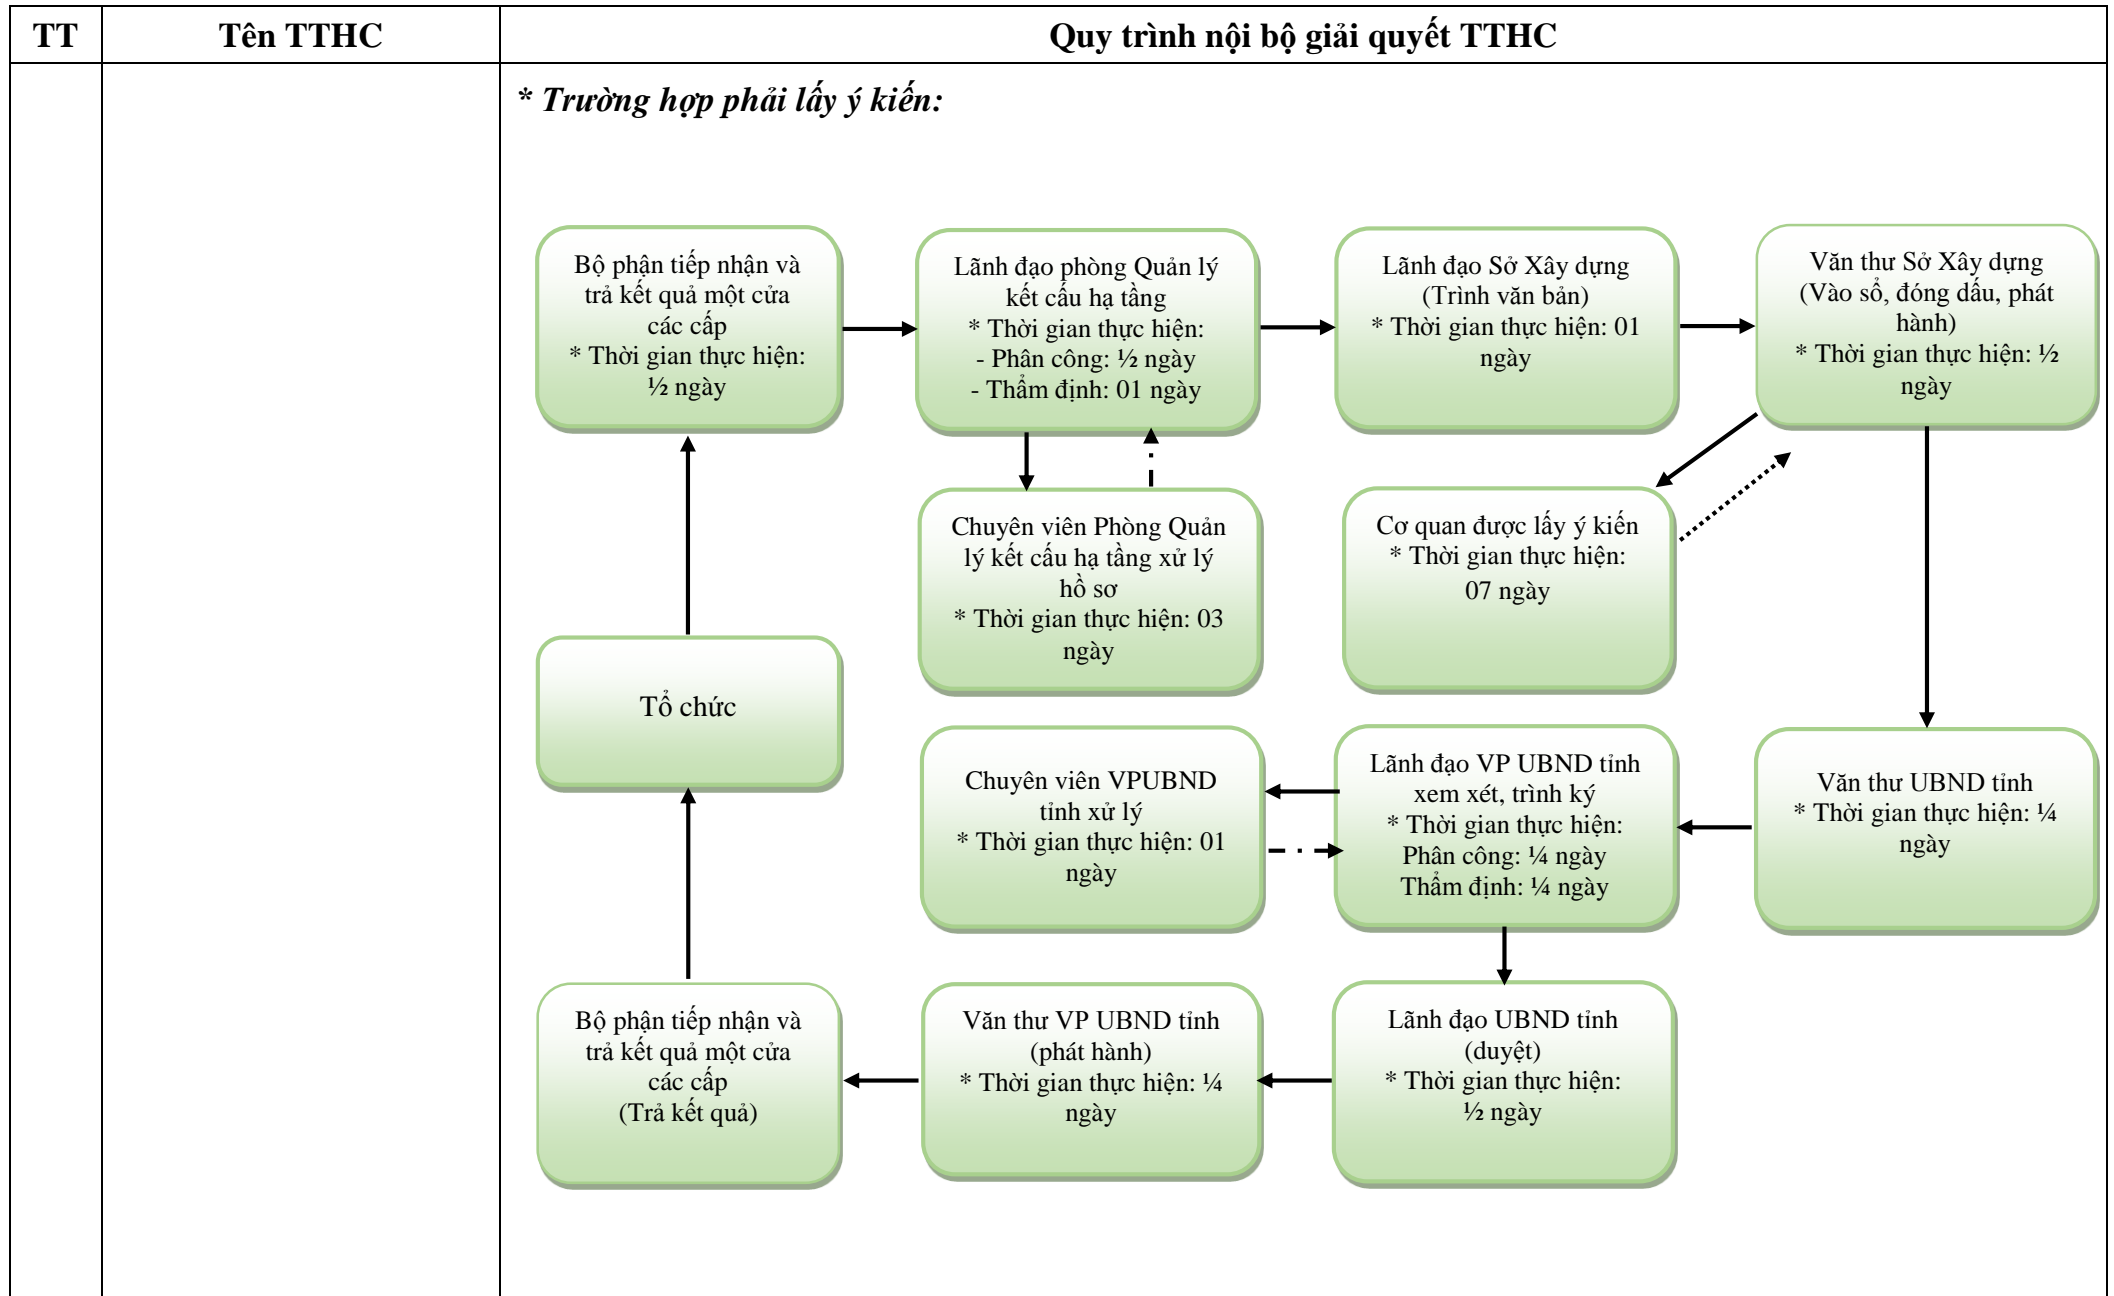 TT
Tên TTHC
Quy trình nội bộ giải quyết TTHC
* Trường hợp phải lấy ý kiến:
Bộ phận tiếp nhận và
trả kết quả một cửa
các cấp
* Thời gian thực hiện:
½ ngày
Lãnh đạo phòng Quản lý
kết cấu hạ tầng
* Thời gian thực hiện:
- Phân công: ½ ngày
- Thẩm định: 01 ngày
Lãnh đạo Sở Xây dựng
(Trình văn bản)
* Thời gian thực hiện: 01
ngày
Văn thư Sở Xây dựng
(Vào sổ, đóng dấu, phát
hành)
* Thời gian thực hiện: ½
ngày
Chuyên viên Phòng Quản
lý kết cấu hạ tầng xử lý
hồ sơ
* Thời gian thực hiện: 03
ngày
Cơ quan được lấy ý kiến
* Thời gian thực hiện:
07 ngày
Tổ chức
Chuyên viên VPUBND
tỉnh xử lý
* Thời gian thực hiện: 01
ngày
Lãnh đạo VP UBND tỉnh
xem xét, trình ký
* Thời gian thực hiện:
Phân công: ¼ ngày
Thẩm định: ¼ ngày
Văn thư UBND tỉnh
* Thời gian thực hiện: ¼
ngày
Bộ phận tiếp nhận và
trả kết quả một cửa
các cấp
(Trả kết quả)
Văn thư VP UBND tỉnh
(phát hành)
* Thời gian thực hiện: ¼
ngày
Lãnh đạo UBND tỉnh
(duyệt)
* Thời gian thực hiện:
½ ngày